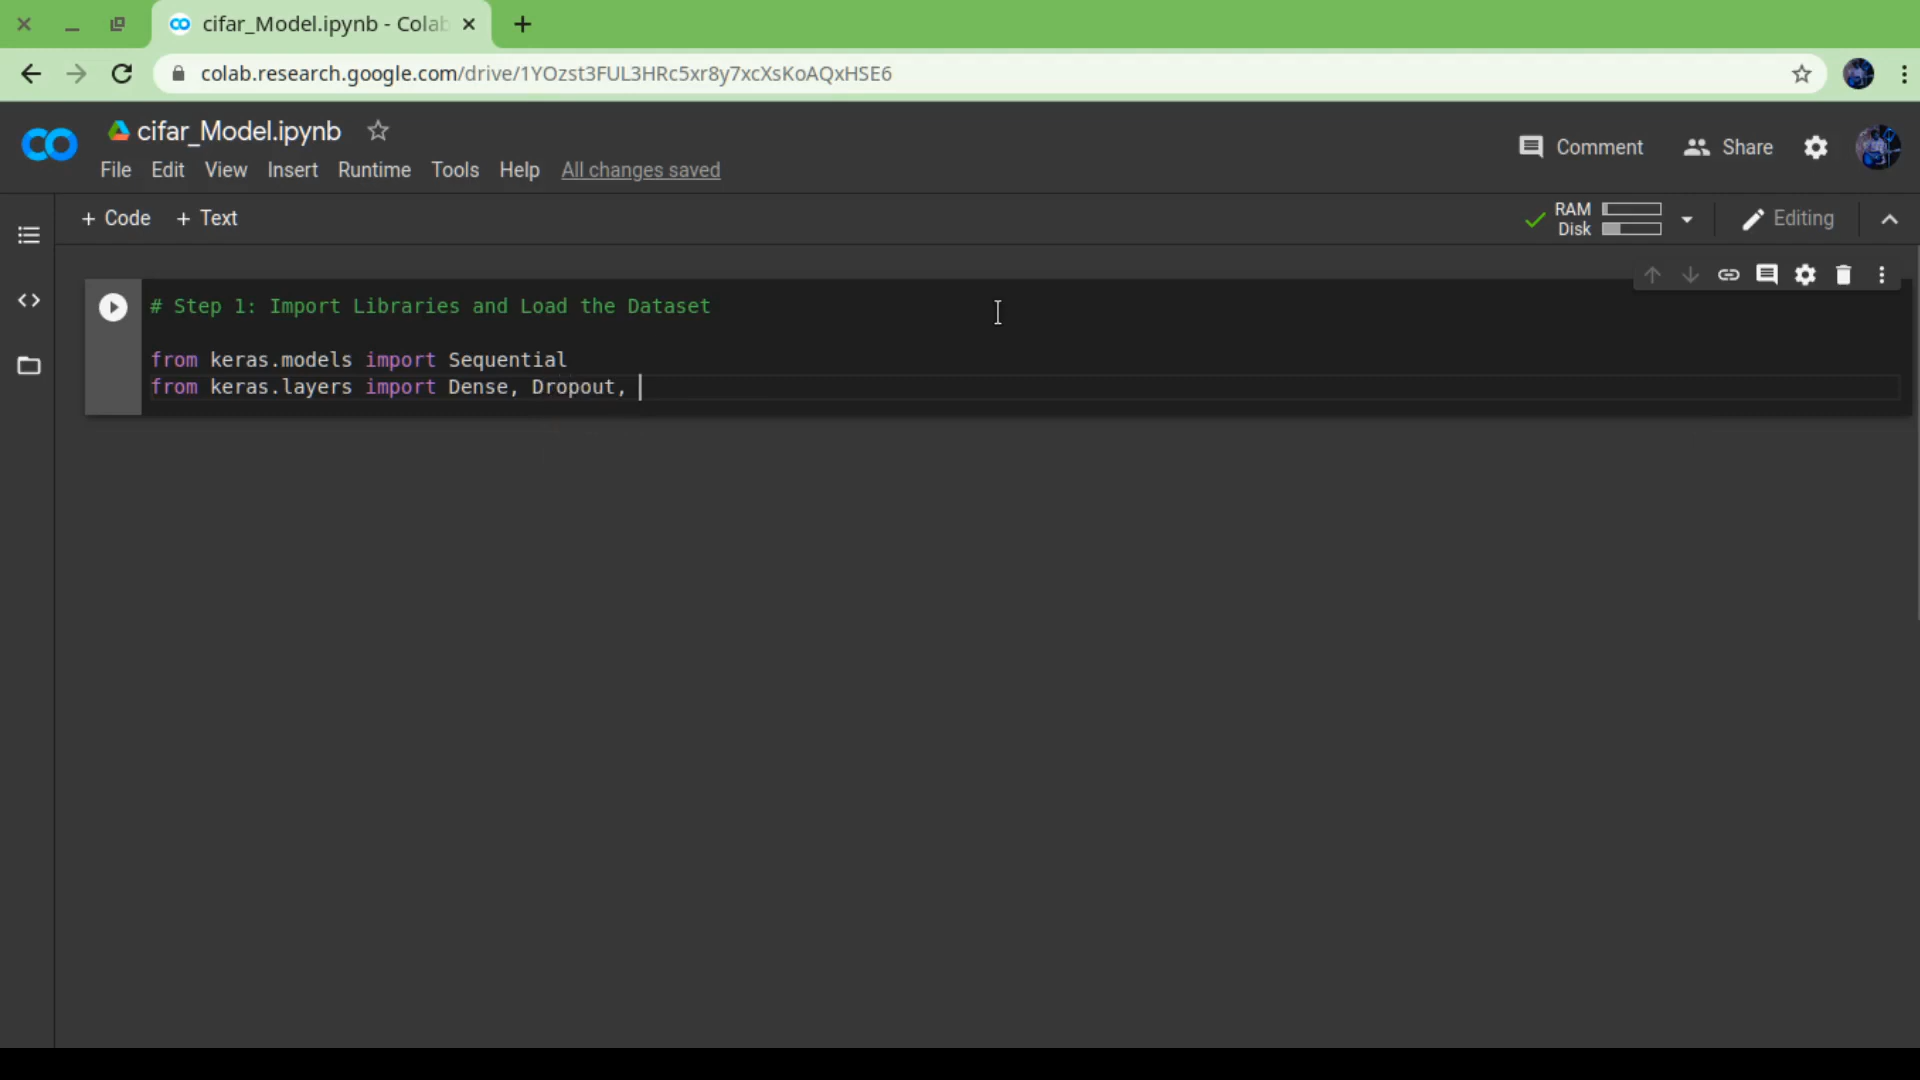 cifar_Model.ipynb - Colab
colab.research.google.com/drive/1YOzst3FUL3HRc5xr8y7xcXsKoAQxHSE6
cifar_Model.ipynb
Comment
Share
File Edit View Insert Runtime Tools Help All changes saved
+ Code + Text
RAM
Disk
Editing
# Step 1: Import Libraries and Load the Dataset
from keras.models import Sequential
from keras.layers import Dense, Dropout,